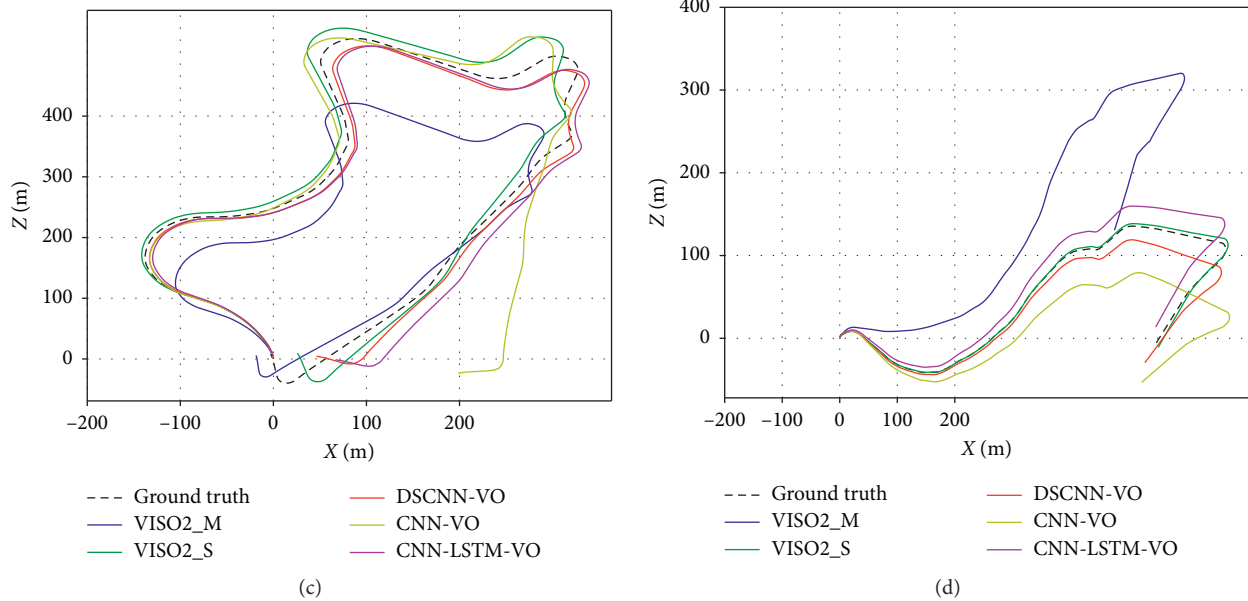 400
300
200
100
0
Z (m)
−200
−100
0
100
200
X (m)
Ground truth
VISO2_M
VISO2_S
DSCNN-VO
CNN-VO
CNN-LSTM-VO
(c)
400
300
200
100
0
Z (m)
−200
−100
0
100
200
X (m)
Ground truth
VISO2_M
VISO2_S
DSCNN-VO
CNN-VO
CNN-LSTM-VO
(d)